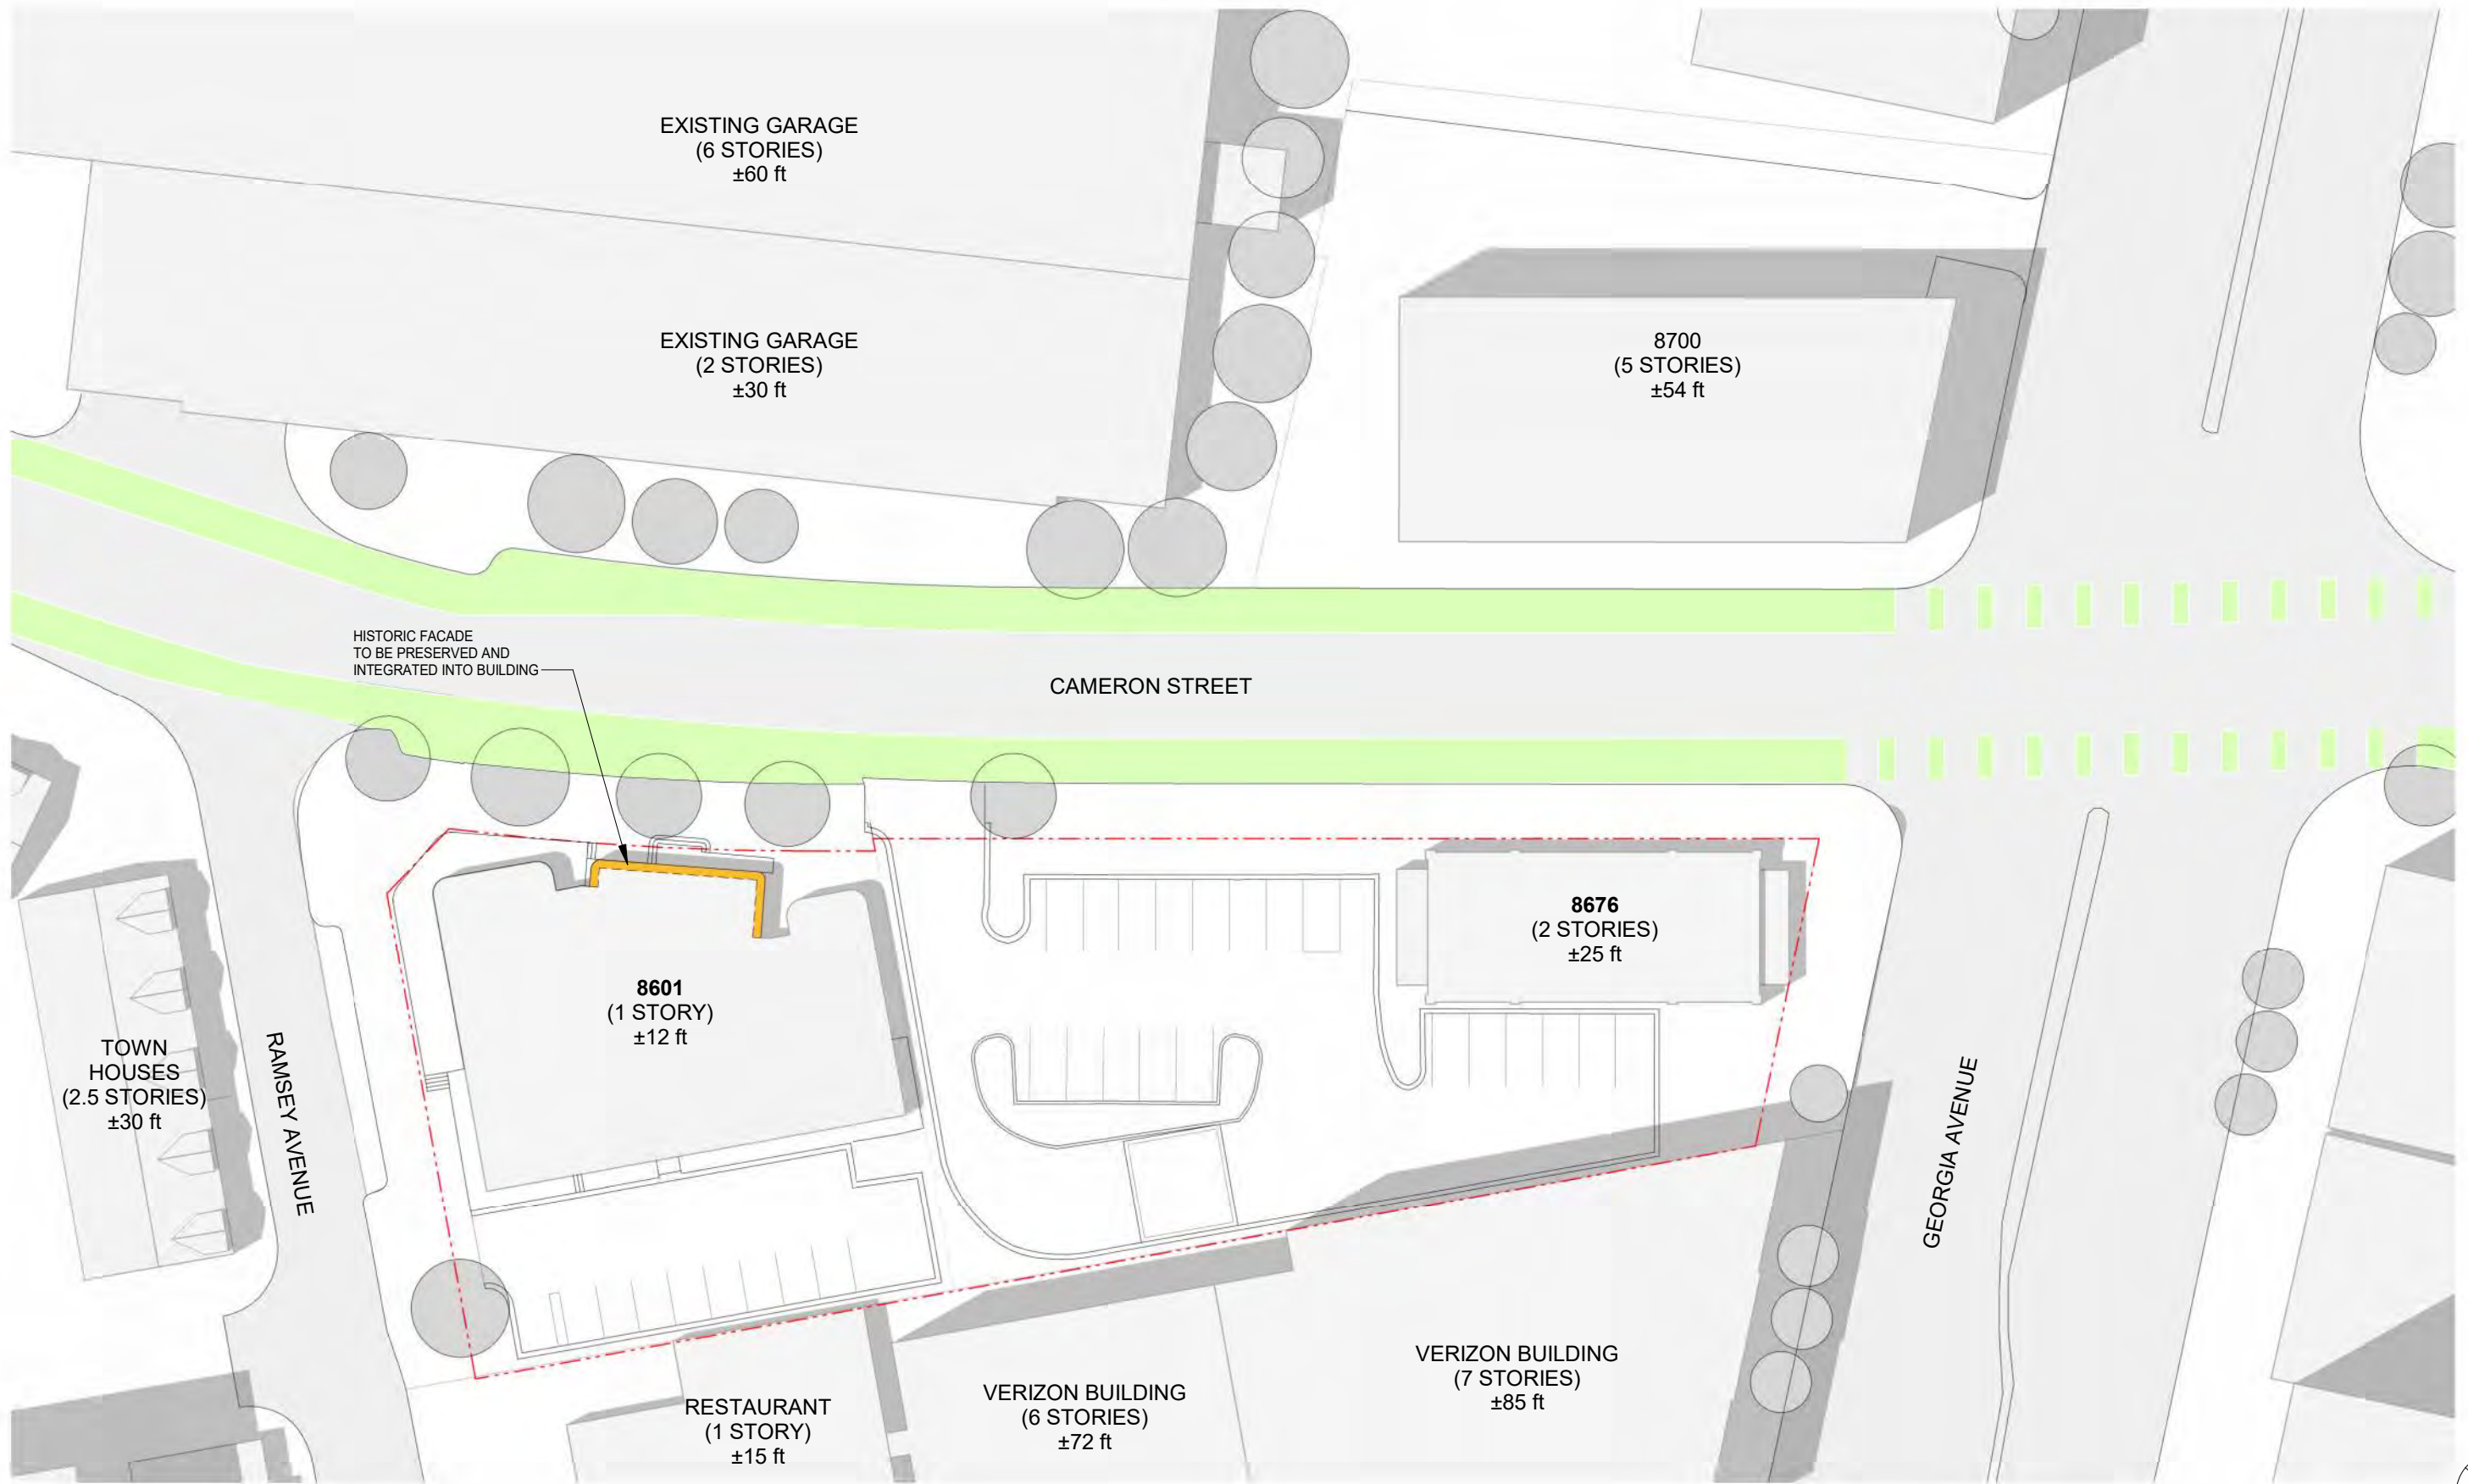 EXISTING GARAGE
(6 STORIES)
±60 ft
EXISTING GARAGE
(2 STORIES)
±30 ft
8700
(5 STORIES)
±54 ft
HISTORIC FACADE
TO BE PRESERVED AND
INTEGRATED INTO BUILDING
CAMERON STREET
8676
(2 STORIES)
±25 ft
8601
(1 STORY)
±12 ft
TOWN
HOUSES
(2.5 STORIES)
±30 ft
RAMSEY AVENUE
GEORGIA AVENUE
RESTAURANT
(1 STORY)
±15 ft
VERIZON BUILDING
(6 STORIES)
±72 ft
VERIZON BUILDING
(7 STORIES)
±85 ft